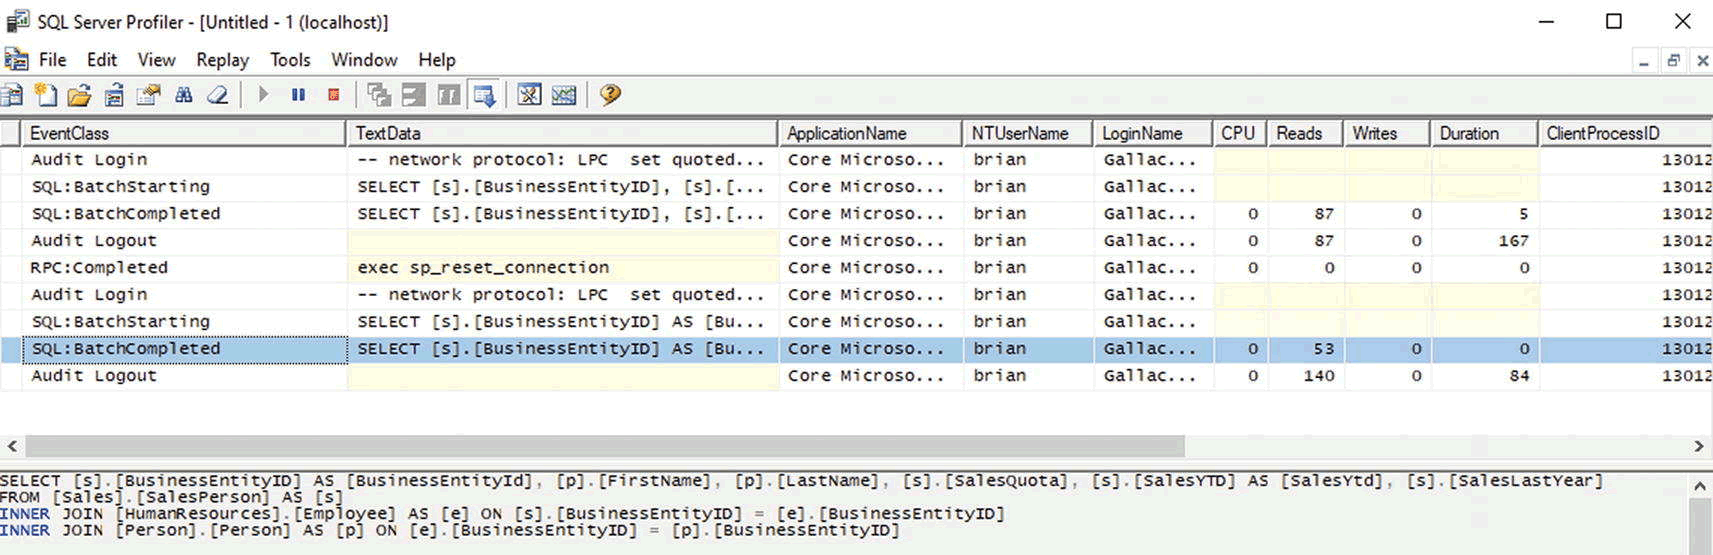 SQL Server Profiler - [Untitled - 1 (localhost)]
File Edit View Replay Tools Window Help
EventClass TextData ApplicationName NTUserName LoginName CPU Reads Writes Duration ClientProcessID
Audit Login -- network protocol: LPC set quoted... Core Microso... brian Gallac... 13012
SQL:BatchStarting SELECT [s].[BusinessEntityID], [s].[... Core Microso... brian Gallac... 13012
SQL:BatchCompleted SELECT [s].[BusinessEntityID], [s].[... Core Microso... brian Gallac... 0 87 0 5 13012
Audit Logout Core Microso... brian Gallac... 0 87 0 167 13012
RPC:Completed exec sp_reset_connection Core Microso... brian Gallac... 0 0 0 0 13012
Audit Login -- network protocol: LPC set quoted... Core Microso... brian Gallac... 13012
SQL:BatchStarting SELECT [s].[BusinessEntityID] AS [Bu... Core Microso... brian Gallac... 13012
SQL:BatchCompleted SELECT [s].[BusinessEntityID] AS [Bu... Core Microso... brian Gallac... 0 53 0 0 13012
Audit Logout Core Microso... brian Gallac... 0 140 0 84 13012
SELECT [s].[BusinessEntityID] AS [BusinessEntityId], [p].[FirstName], [p].[LastName], [s].[SalesQuota], [s].[SalesYTD] AS [SalesYtd], [s].[SalesLastYear]
FROM [Sales].[SalesPerson] AS [s]
INNER JOIN [HumanResources].[Employee] AS [e] ON [s].[BusinessEntityID] = [e].[BusinessEntityID]
INNER JOIN [Person].[Person] AS [p] ON [e].[BusinessEntityID] = [p].[BusinessEntityID]